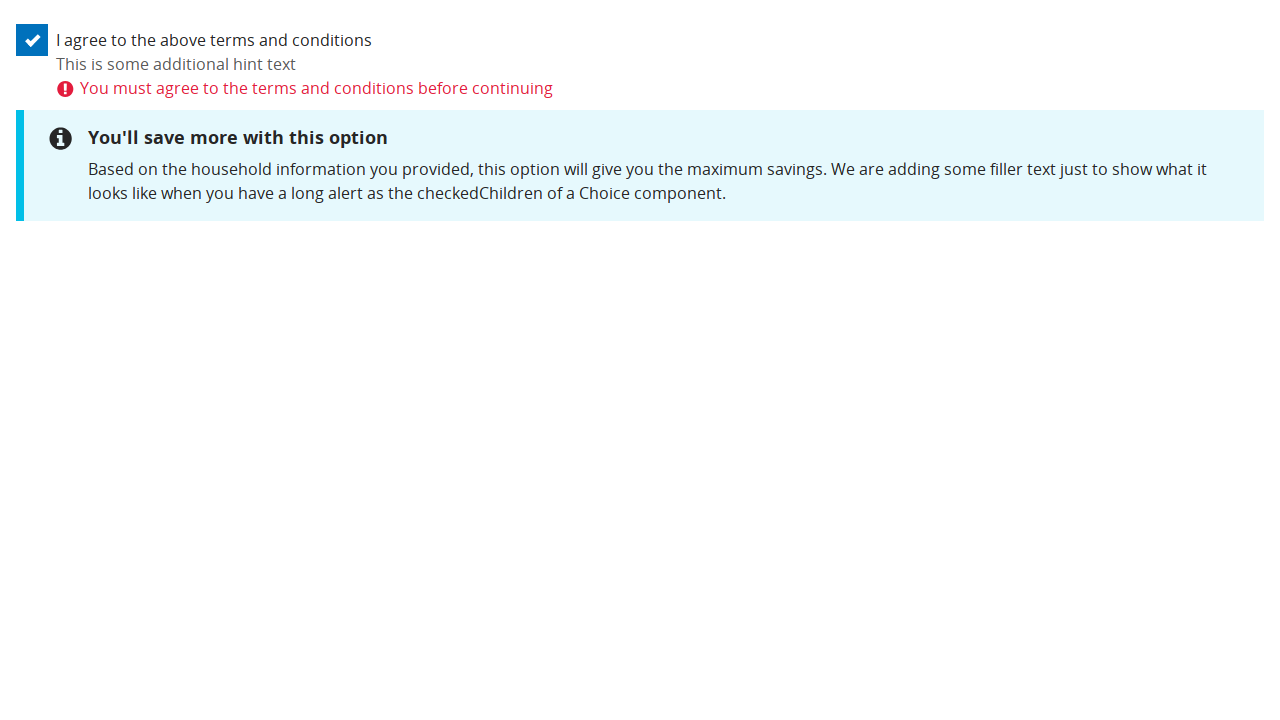 I agree to the above terms and conditions
This is some additional hint text
You must agree to the terms and conditions before continuing
You'll save more with this option
Based on the household information you provided, this option will give you the maximum savings. We are adding some filler text just to show what it
looks like when you have a long alert as the checkedChildren of a Choice component.